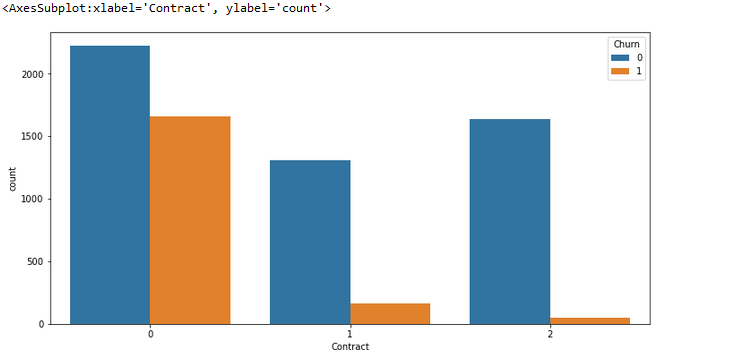 <AxesSubplot:xlabel='Contract', ylabel='count'>
Churn
0
1
2000
1500
1000
500
0
count
0 1 2
Contract